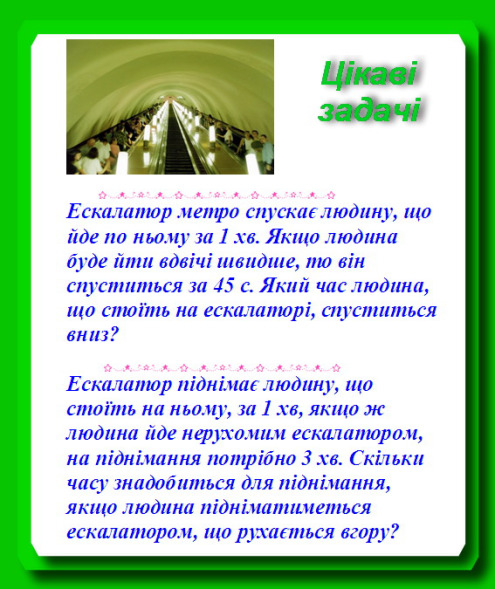 Цікаві
задачі
Ескалатор метро спускає людину, що
йде по ньому за 1 хв. Якщо людина
буде йти вдвічі швидше, то він
спуститься за 45 с. Який час людина,
що стоїть на ескалаторі, спуститься
вниз?
Ескалатор піднімає людину, що
стоїть на ньому, за 1 хв, якщо ж
людина йде нерухомим ескалатором,
на піднімання потрібно 3 хв. Скільки
часу знадобиться для піднімання,
якщо людина підніматиметься
ескалатором, що рухається вгору?